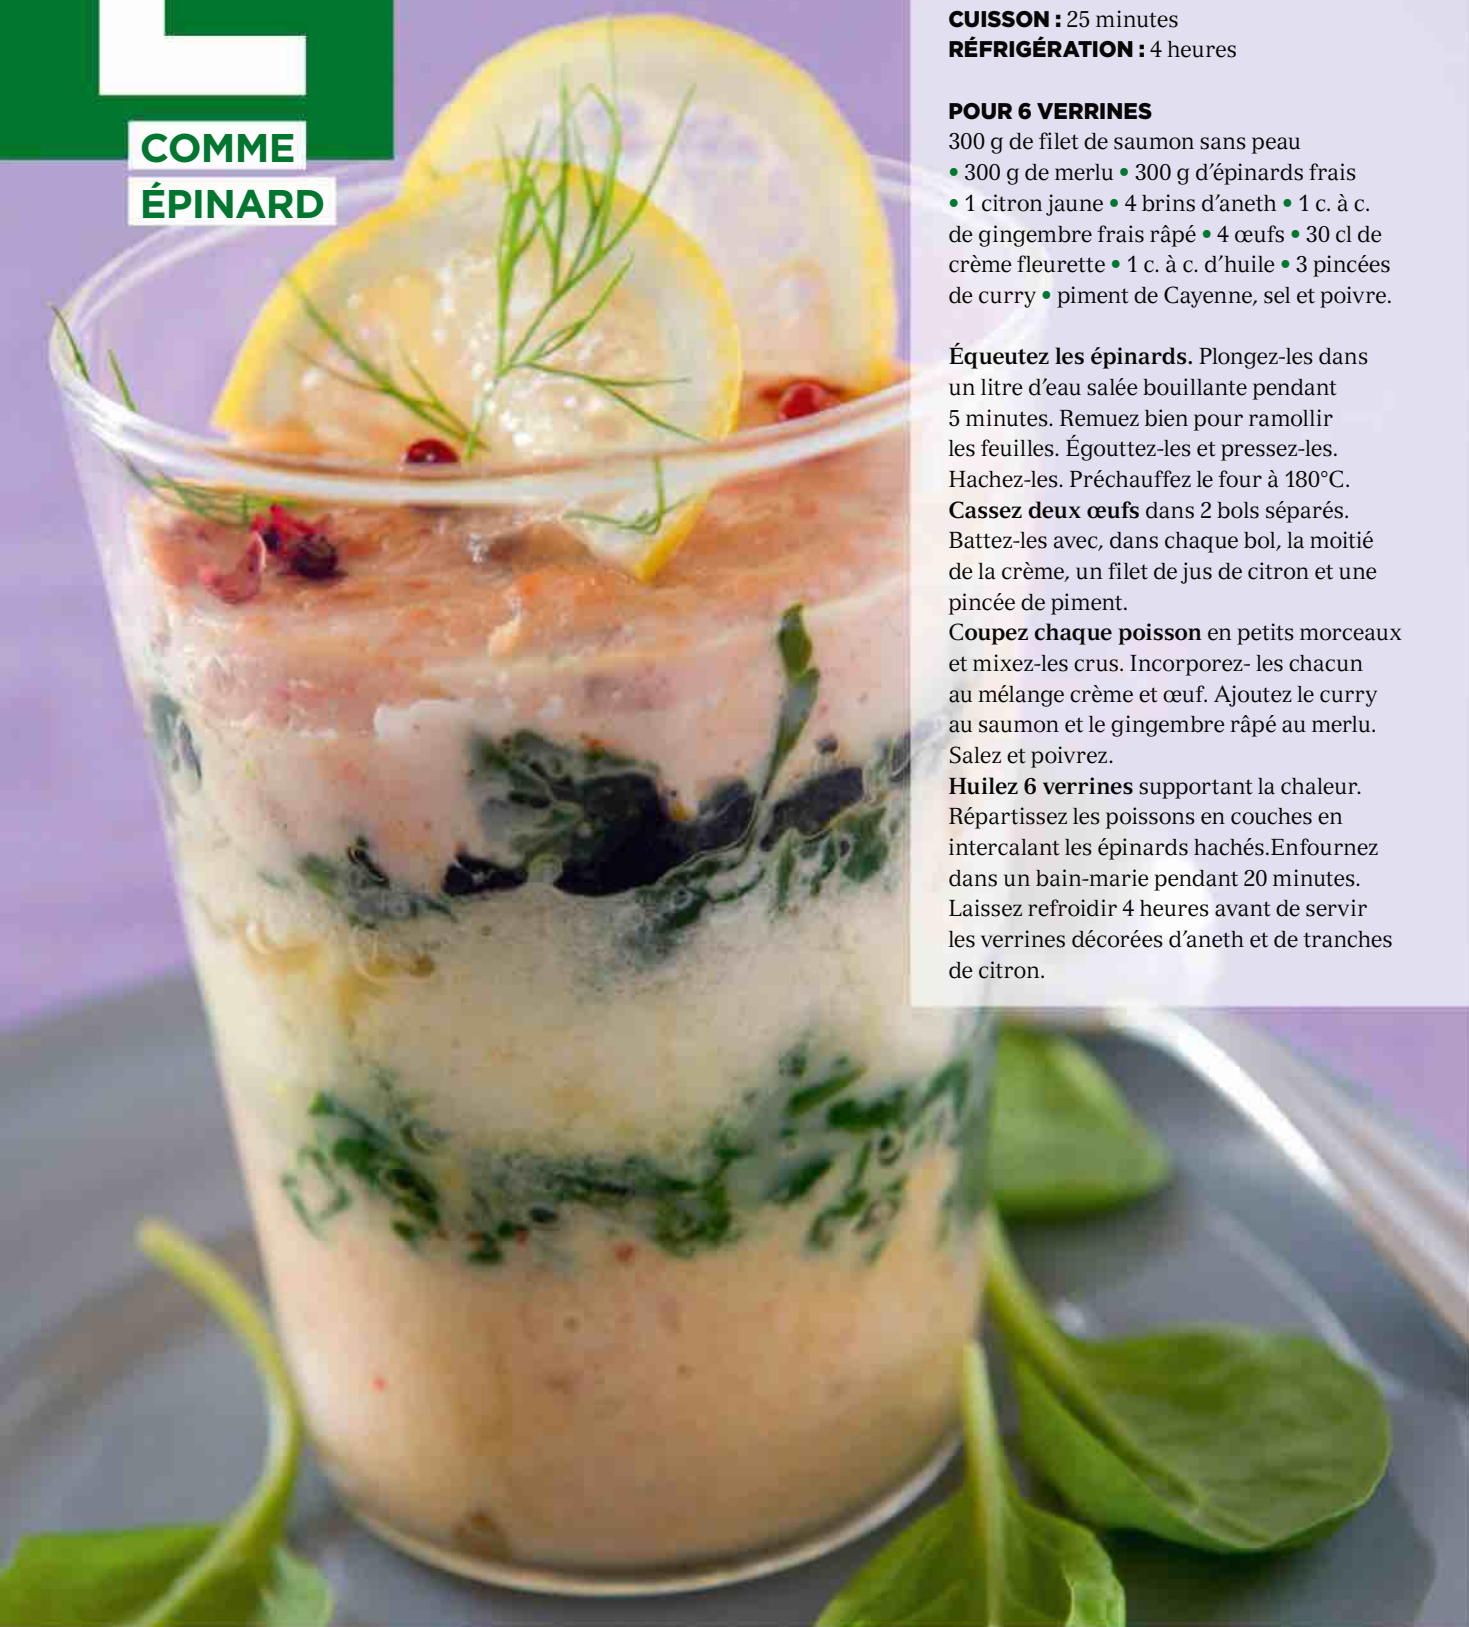 COMME
ÉPINARD
CUISSON : 25 minutes
RÉFRIGÉRATION : 4 heures
POUR 6 VERRINES
300 g de filet de saumon sans peau
• 300 g de merlu • 300 g d’épinards frais
• 1 citron jaune • 4 brins d’aneth • 1 c. à c.
de gingembre frais râpé • 4 œufs • 30 cl de
crème fleurette • 1 c. à c. d’huile • 3 pincées
de curry • piment de Cayenne, sel et poivre.
Équeutez les épinards. Plongez-les dans
un litre d’eau salée bouillante pendant
5 minutes. Remuez bien pour ramollir
les feuilles. Égouttez-les et pressez-les.
Hachez-les. Préchauffez le four à 180°C.
Cassez deux œufs dans 2 bols séparés.
Battez-les avec, dans chaque bol, la moitié
de la crème, un filet de jus de citron et une
pincée de piment.
Coupez chaque poisson en petits morceaux
et mixez-les crus. Incorporez- les chacun
au mélange crème et œuf. Ajoutez le curry
au saumon et le gingembre râpé au merlu.
Salez et poivrez.
Huilez 6 verrines supportant la chaleur.
Répartissez les poissons en couches en
intercalant les épinards hachés.Enfournez
dans un bain-marie pendant 20 minutes.
Laissez refroidir 4 heures avant de servir
les verrines décorées d’aneth et de tranches
de citron.